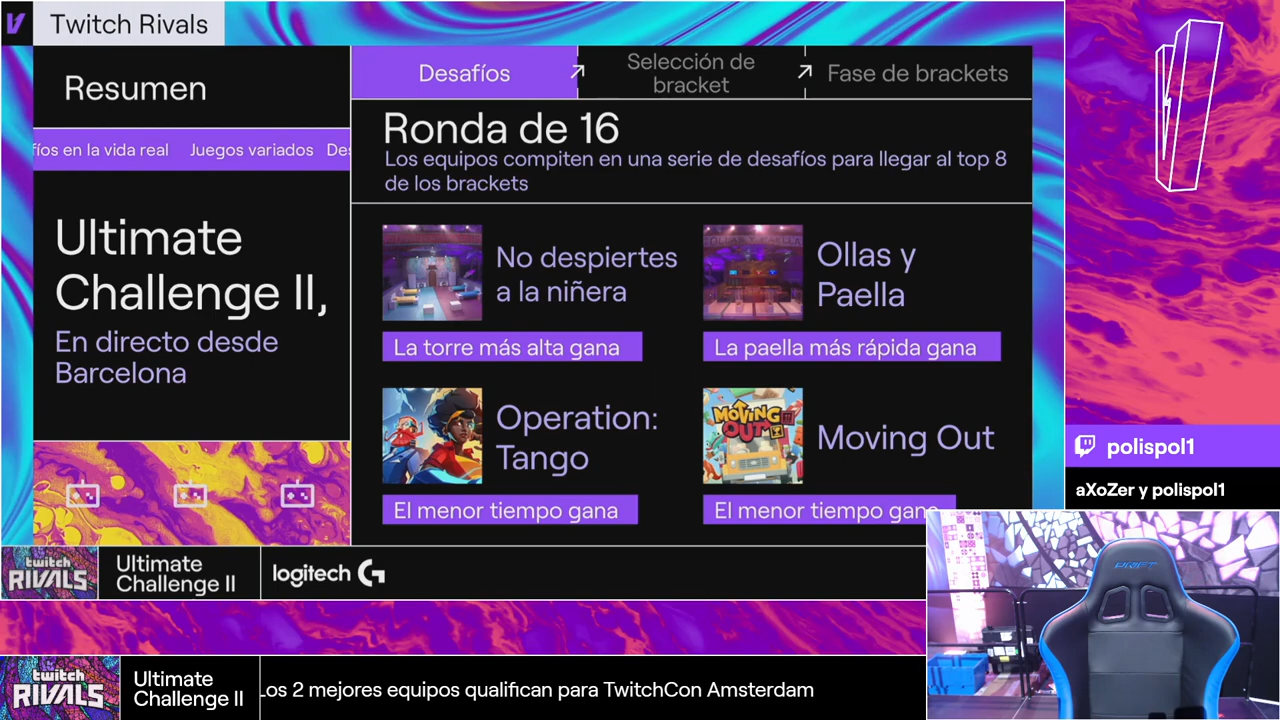 Twitch Rivals
Resumen
fíos en la vida real Juegos variados
Ultimate
Challenge II,
En directo desde
Barcelona
Desafíos
Selección de
bracket
Fase de brackets
Ronda de 16
Los equipos compiten en una serie de desafíos para llegar al top 8
de los brackets
No despiertes
a la niñera
La torre más alta gana
Ollas y
Paella
La paella más rápida gana
Operation:
Tango
El menor tiempo gana
MOVING
OUT
Moving Out
El menor tiempo gana
twitch
RIVALS
Ultimate
Challenge II
logitech G
polispol1
aXoZer y polispol1
DRIFT
twitch
RIVALS
Ultimate
Challenge II
Los 2 mejores equipos qualifican para TwitchCon Amsterdam